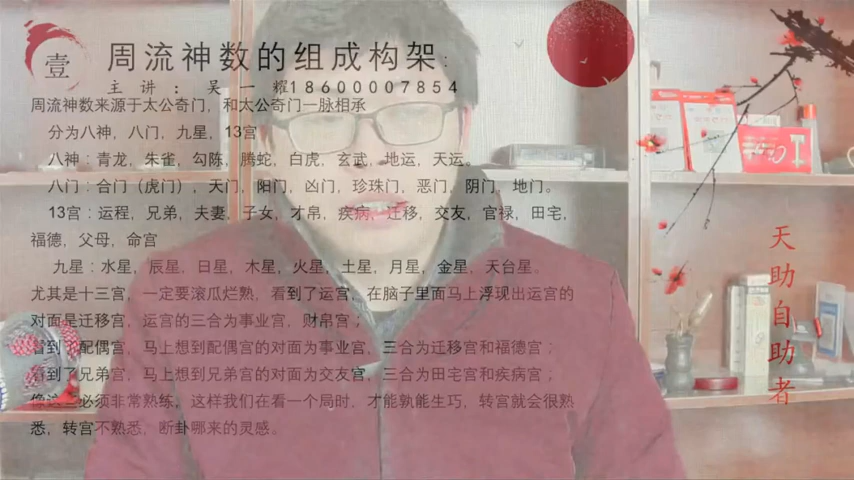 壹
周流神数的组成构架:
主讲:吴一耀18600007854
周流神数来源于太公奇门，和太公奇门一脉相承
分为八神，八门，九星，13宫
八神：青龙，朱雀，勾陈，腾蛇，白虎，玄武，地运，天运。
八门：合门（虎门），天门，阳门，凶门，珍珠门，恶门，阴门，地门。
13宫：运程，兄弟，夫妻，子女，才帛，疾病，迁移，交友，官禄，田宅，
福德，父母，命宫
九星：水星，辰星，日星，木星，火星，土星，月星，金星，天台星。
尤其是十三宫，一定要滚瓜烂熟，看到了运宫，在脑子里面马上浮现出运宫的
对面是迁移宫，运宫的三合为事业宫，财帛宫；
看到了配偶宫，马上想到配偶宫的对面为事业宫，三合为迁移宫和福德宫；
看到了兄弟宫，马上想到兄弟宫的对面为交友宫，三合为田宅宫和疾病宫；
像这些必须非常熟练，这样我们在看一个局时，才能孰能生巧，转宫就会很熟
悉，转宫不熟悉，断卦哪来的灵感。
天助自助者